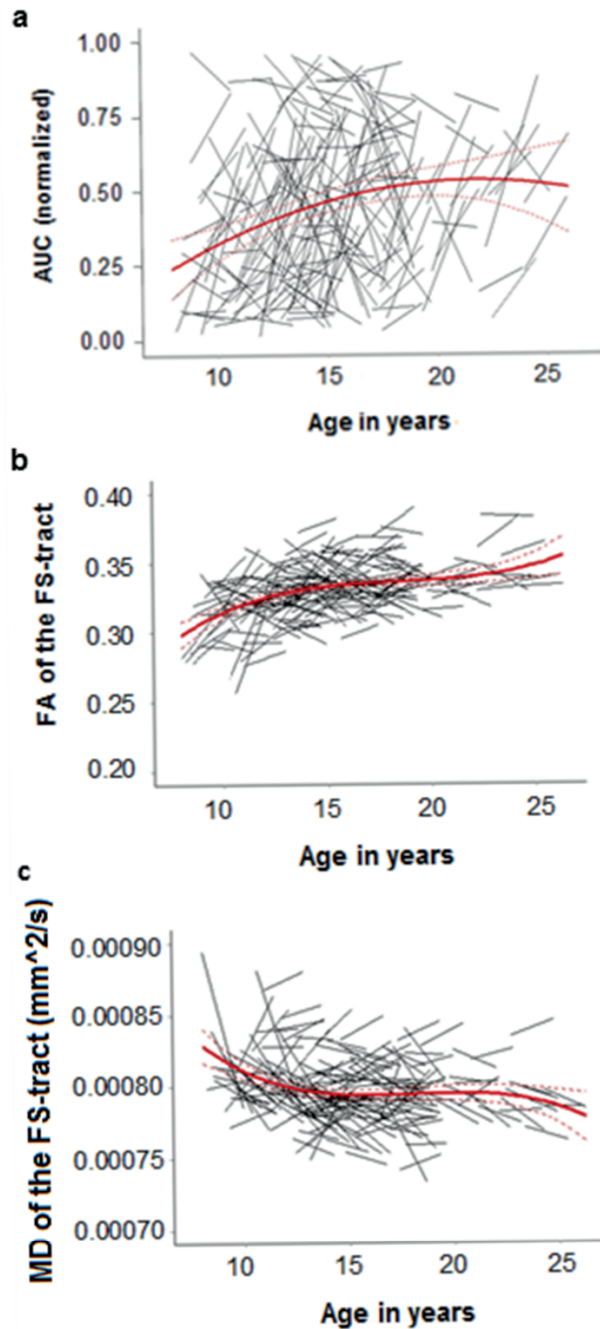 a
1.00
0.75
0.50
0.25
0.00
AUC (normalized)
10 15 20 25
Age in years
b
0.40
0.35
0.30
0.25
0.20
FA of the FS-tract
10 15 20 25
Age in years
c
0.00090
0.00085
0.00080
0.00075
0.00070
MD of the FS-tract (mm^2/s)
10 15 20 25
Age in years